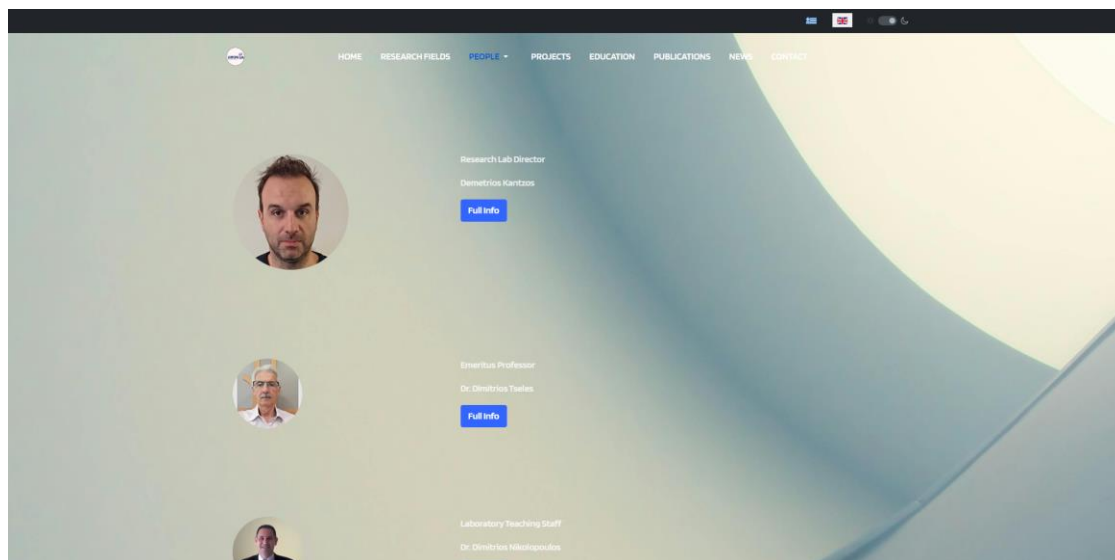 HOME RESEARCH FIELDS PEOPLE PROJECTS EDUCATION PUBLICATIONS NEWS CONTACT
Research Lab Director
Demetrios Kantzos
Full Info
Emeritus Professor
Dr. Dimitrios Tseles
Full Info
Laboratory Teaching Staff
Dr. Dimitrios Nikolopoulos